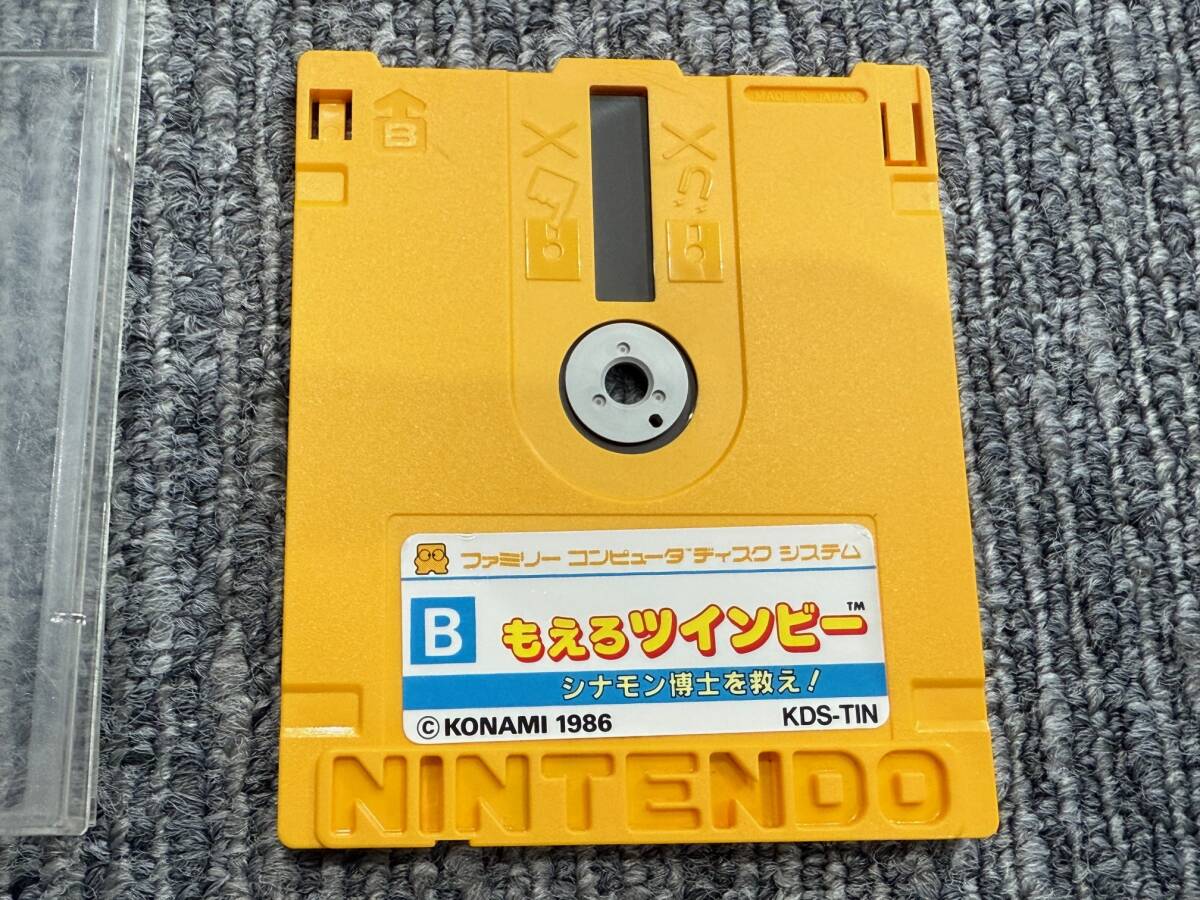 B
MADE IN JAPAN
ファミリー コンピュータ ディスク システム
B
もえろツインビー™
シナモン博士を救え!
© KONAMI 1986 KDS-TIN
NINTENDO